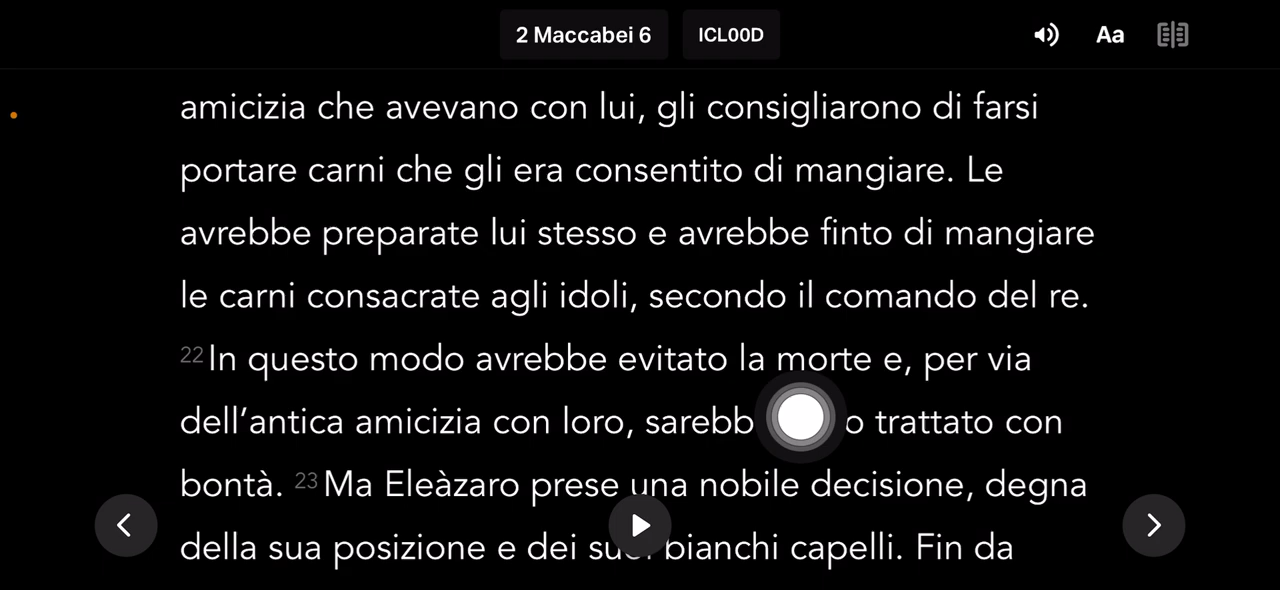 2 Maccabei 6 ICL00D Aa
amicizia che avevano con lui, gli consigliarono di farsi
portare carni che gli era consentito di mangiare. Le
avrebbe preparate lui stesso e avrebbe finto di mangiare
le carni consacrate agli idoli, secondo il comando del re.
22 In questo modo avrebbe evitato la morte e, per via
dell’antica amicizia con loro, trattato con
bontà. 23 Ma Eleàzaro prese una nobile decisione, degna
della sua posizione e dei suoi bianchi capelli. Fin da